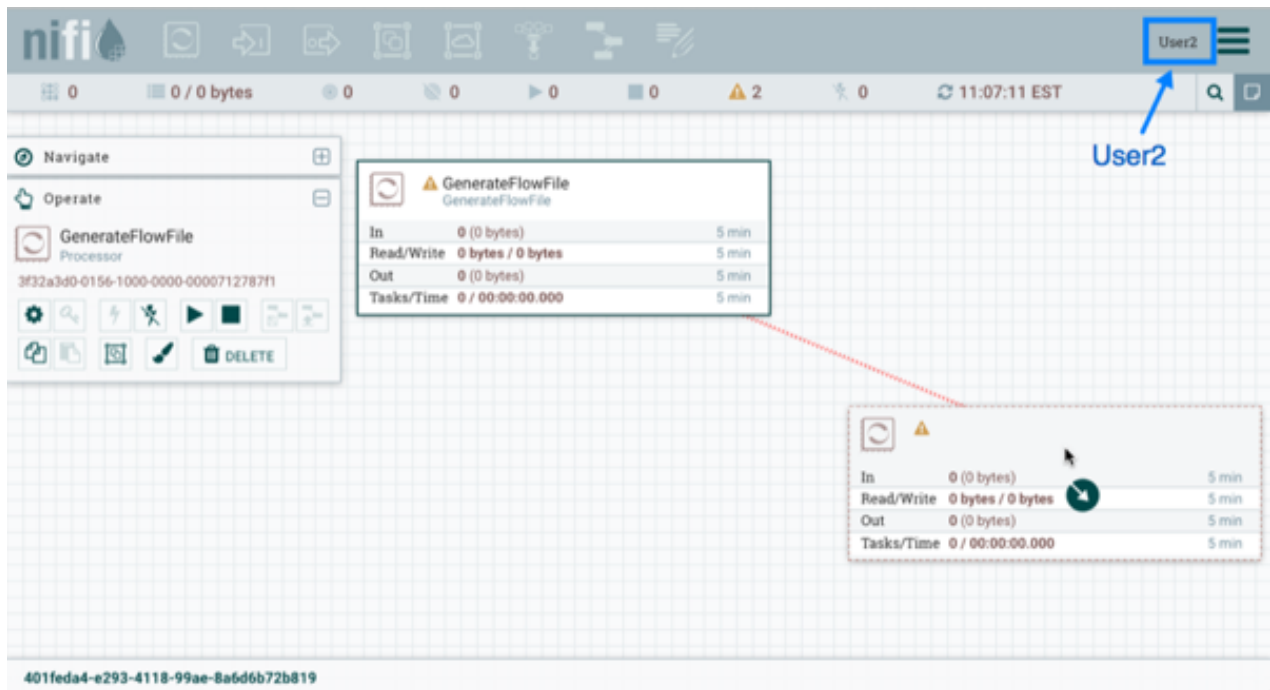 nifi
User2
0
0 / 0 bytes
0
0
0
0
2
0
11:07:11 EST
User2
Navigate
Operate
GenerateFlowFile
Processor
3f32a3d0-0156-1000-0000-0000712787f1
DELETE
GenerateFlowFile
GenerateFlowFile
In 0 (0 bytes) 5 min
Read/Write 0 bytes / 0 bytes 5 min
Out 0 (0 bytes) 5 min
Tasks/Time 0 / 00:00:00.000 5 min
In 0 (0 bytes) 5 min
Read/Write 0 bytes / 0 bytes 5 min
Out 0 (0 bytes) 5 min
Tasks/Time 0 / 00:00:00.000 5 min
401feda4-e293-4118-99ae-8a6d6b72b819